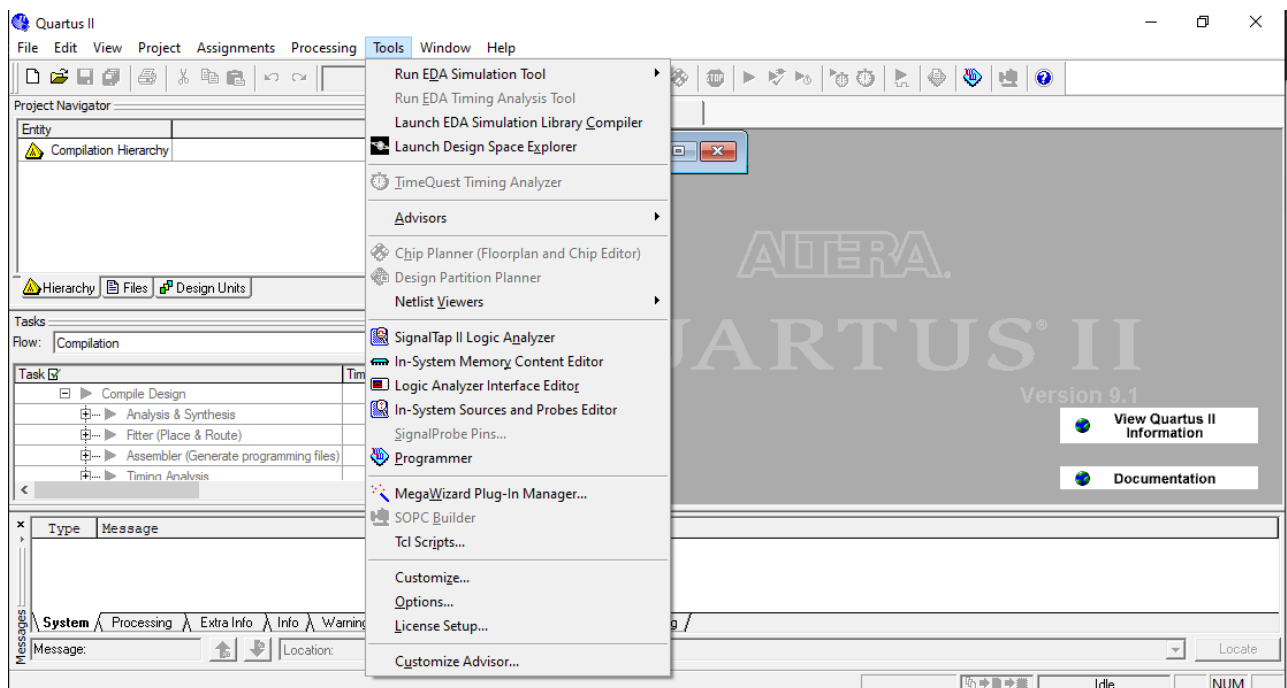 Quartus II
File Edit View Project Assignments Processing Tools Window Help
Project Navigator
Entity
Compilation Hierarchy
Hierarchy Files Design Units
Tasks
Flow: Compilation
Task Tim
Compile Design
Analysis & Synthesis
Fitter (Place & Route)
Assembler (Generate programming files)
Timing Analysis
Run EDA Simulation Tool
Run EDA Timing Analysis Tool
Launch EDA Simulation Library Compiler
Launch Design Space Explorer
TimeQuest Timing Analyzer
Advisors
Chip Planner (Floorplan and Chip Editor)
Design Partition Planner
Netlist Viewers
SignalTap II Logic Analyzer
In-System Memory Content Editor
Logic Analyzer Interface Editor
In-System Sources and Probes Editor
SignalProbe Pins...
Programmer
MegaWizard Plug-In Manager...
SOPC Builder
Tcl Scripts...
Customize...
Options...
License Setup...
Customize Advisor...
STOP
ALTERA.
UARTUS® II
Version 9.1
View Quartus II
Information
Documentation
Type Message
System Processing Extra Info Info Warning g
Messages
Message: Location: Locate
Idle NUM